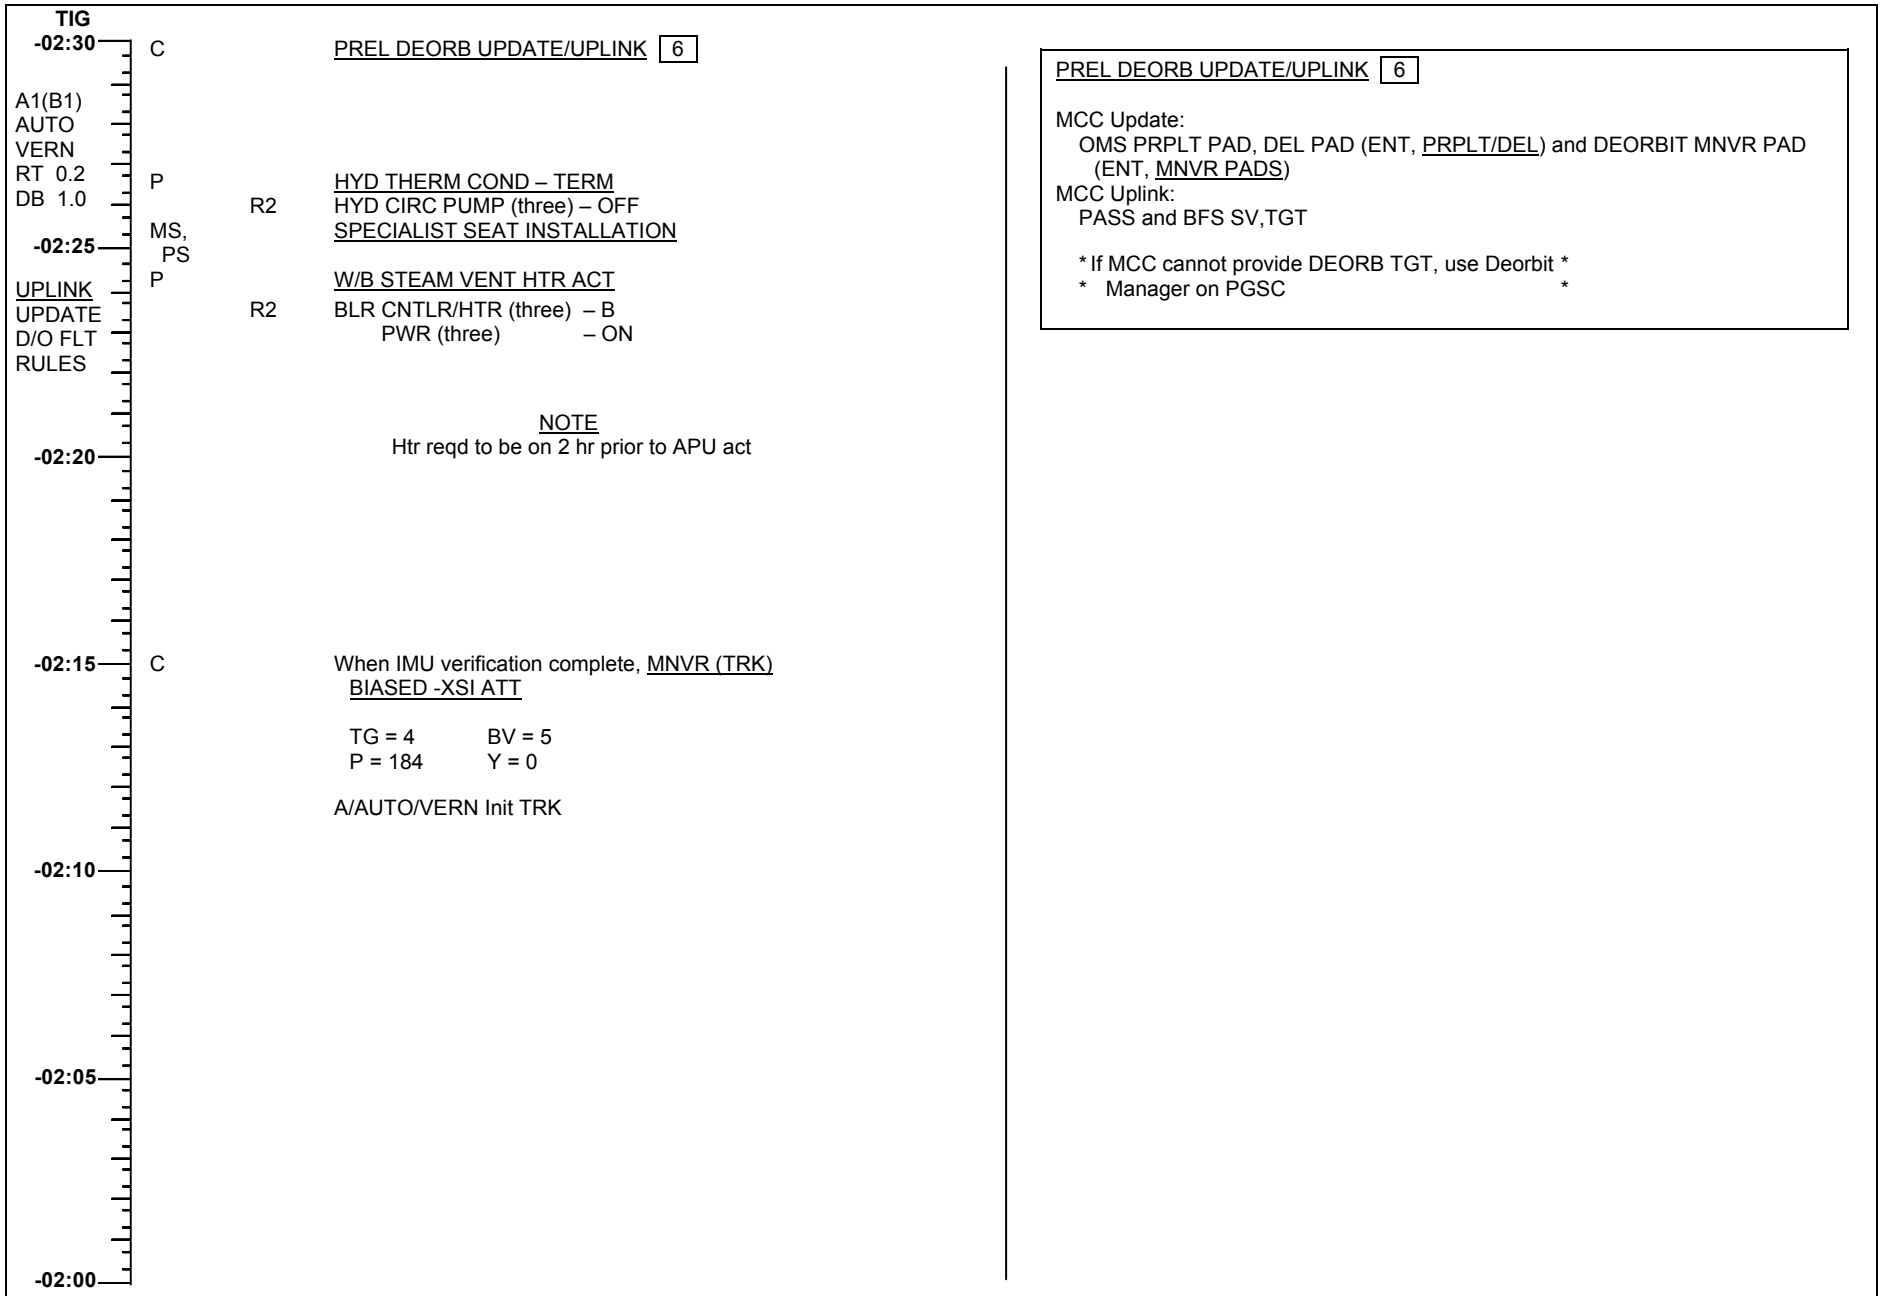 TIG
-02:30
C PREL DEORB UPDATE/UPLINK 6
A1(B1)
AUTO
VERN
RT 0.2
DB 1.0
P HYD THERM COND – TERM
R2 HYD CIRC PUMP (three) – OFF
MS, SPECIALIST SEAT INSTALLATION
-02:25
PS
P W/B STEAM VENT HTR ACT
UPLINK
UPDATE
D/O FLT
RULES
R2 BLR CNTLR/HTR (three) – B
PWR (three) – ON
NOTE
Htr reqd to be on 2 hr prior to APU act
-02:20
-02:15
C When IMU verification complete, MNVR (TRK)
BIASED -XSI ATT
TG = 4 BV = 5
P = 184 Y = 0
A/AUTO/VERN Init TRK
-02:10
-02:05
-02:00
PREL DEORB UPDATE/UPLINK 6
MCC Update:
OMS PRPLT PAD, DEL PAD (ENT, PRPLT/DEL) and DEORBIT MNVR PAD
(ENT, MNVR PADS)
MCC Uplink:
PASS and BFS SV,TGT
* If MCC cannot provide DEORB TGT, use Deorbit *
* Manager on PGSC *